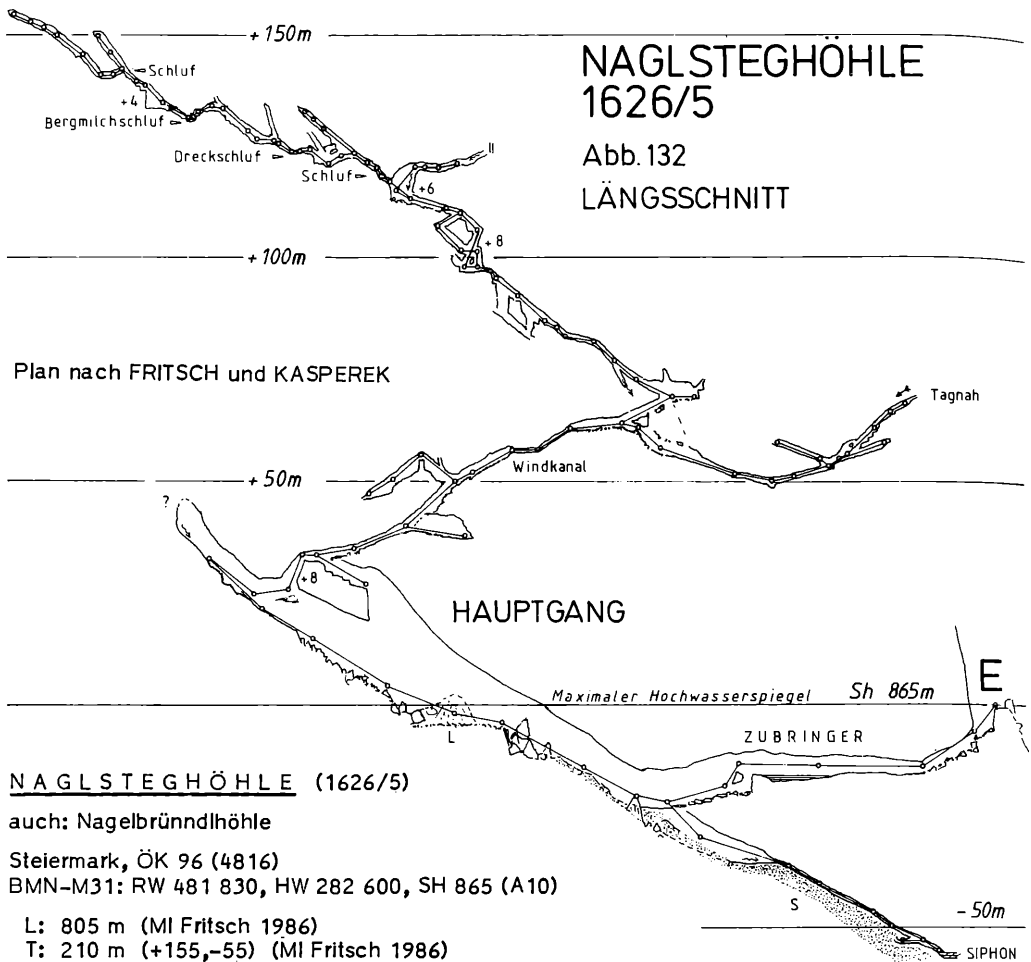 +150m
NAGLSTEGHÖHLE
1626/5
Abb. 132
LÄNGSSCHNITT
Schluf
+4
Bergmilchschluf
Dreckschluf
Schluf
+6
+8
+100m
Plan nach FRITSCH und KASPEREK
Tagnah
Windkanal
+50m
?
+8
HAUPTGANG
E
Maximaler Hochwasserspiegel
Sh 865m
L
ZUBRINGER
NAGLSTEGHÖHLE (1626/5)
auch: Nagelbrünndlhöhle
Steiermark, ÖK 96 (4816)
BMN-M31: RW 481 830, HW 282 600, SH 865 (A10)
S
-50m
L: 805 m (MI Fritsch 1986)
T: 210 m (+155,-55) (MI Fritsch 1986)
SIPHON